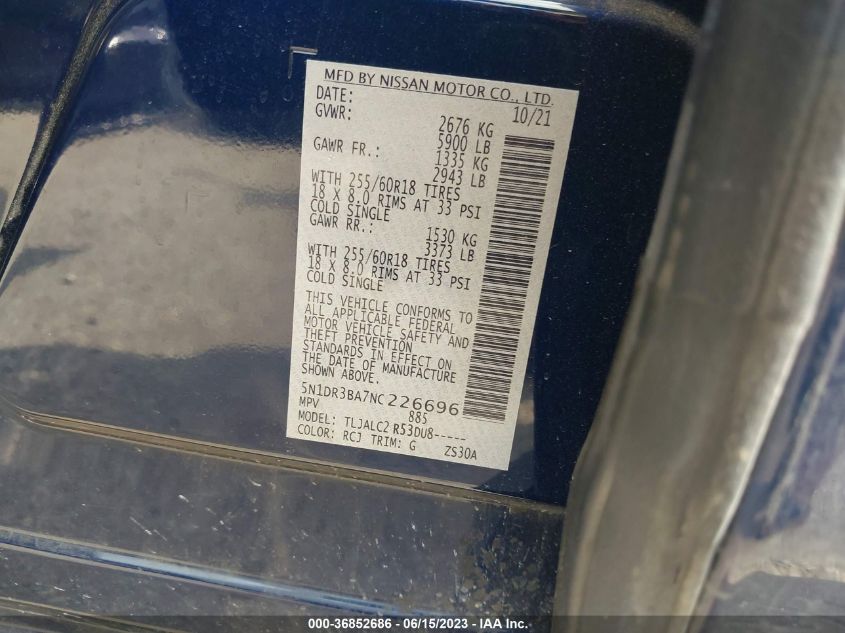 MFD BY NISSAN MOTOR CO., LTD.
DATE: 10/21
GVWR: 2676 KG
5900 LB
GAWR FR.: 1335 KG
2943 LB
WITH 255/60R18 TIRES
18 X 8.0 RIMS AT 33 PSI
COLD SINGLE
GAWR RR.: 1530 KG
3373 LB
WITH 255/60R18 TIRES
18 X 8.0 RIMS AT 33 PSI
COLD SINGLE
THIS VEHICLE CONFORMS TO
ALL APPLICABLE FEDERAL
MOTOR VEHICLE SAFETY AND
THEFT PREVENTION
STANDARDS IN EFFECT ON
THE DATE OF MANUFACTURE
SHOWN ABOVE.
5N1DR3BA7NC226696
MPV 885
MODEL: TLJALC2 R53DU8-----
COLOR: RCJ TRIM: G ZS30A
000-36852686 - 06/15/2023 - IAA Inc.